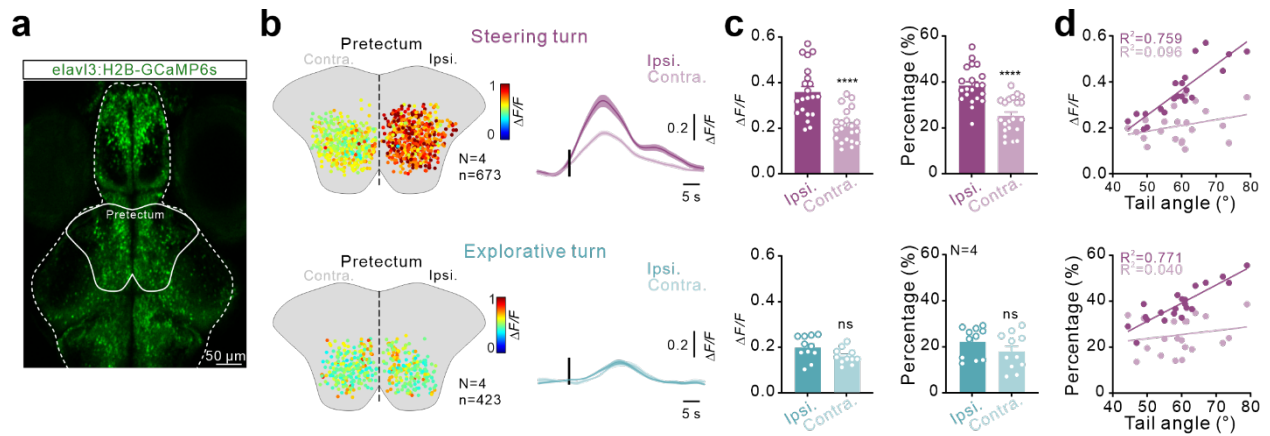 a
elavl3:H2B-GCaMP6s
Pretectum
50 µm
b
Pretectum
Steering turn
Contra.
Ipsi.
1
ΔF/F
0
N=4
n=673
Ipsi.
Contra.
0.2
ΔF/F
5 s
Explorative turn
Pretectum
Contra.
Ipsi.
1
ΔF/F
0
N=4
n=423
Ipsi.
Contra.
0.2
ΔF/F
5 s
c
ΔF/F
0.6
0.4
0.2
0.0
****
Ipsi.
Contra.
Percentage (%)
60
40
20
0
****
Ipsi.
Contra.
ΔF/F
0.6
0.4
0.2
0.0
ns
Ipsi.
Contra.
Percentage (%)
60
40
20
0
N=4
ns
Ipsi.
Contra.
d
R²=0.759
R²=0.096
ΔF/F
0.6
0.4
0.2
0.0
40 50 60 70 80
Tail angle (°)
R²=0.771
R²=0.040
Percentage (%)
60
40
20
0
40 50 60 70 80
Tail angle (°)